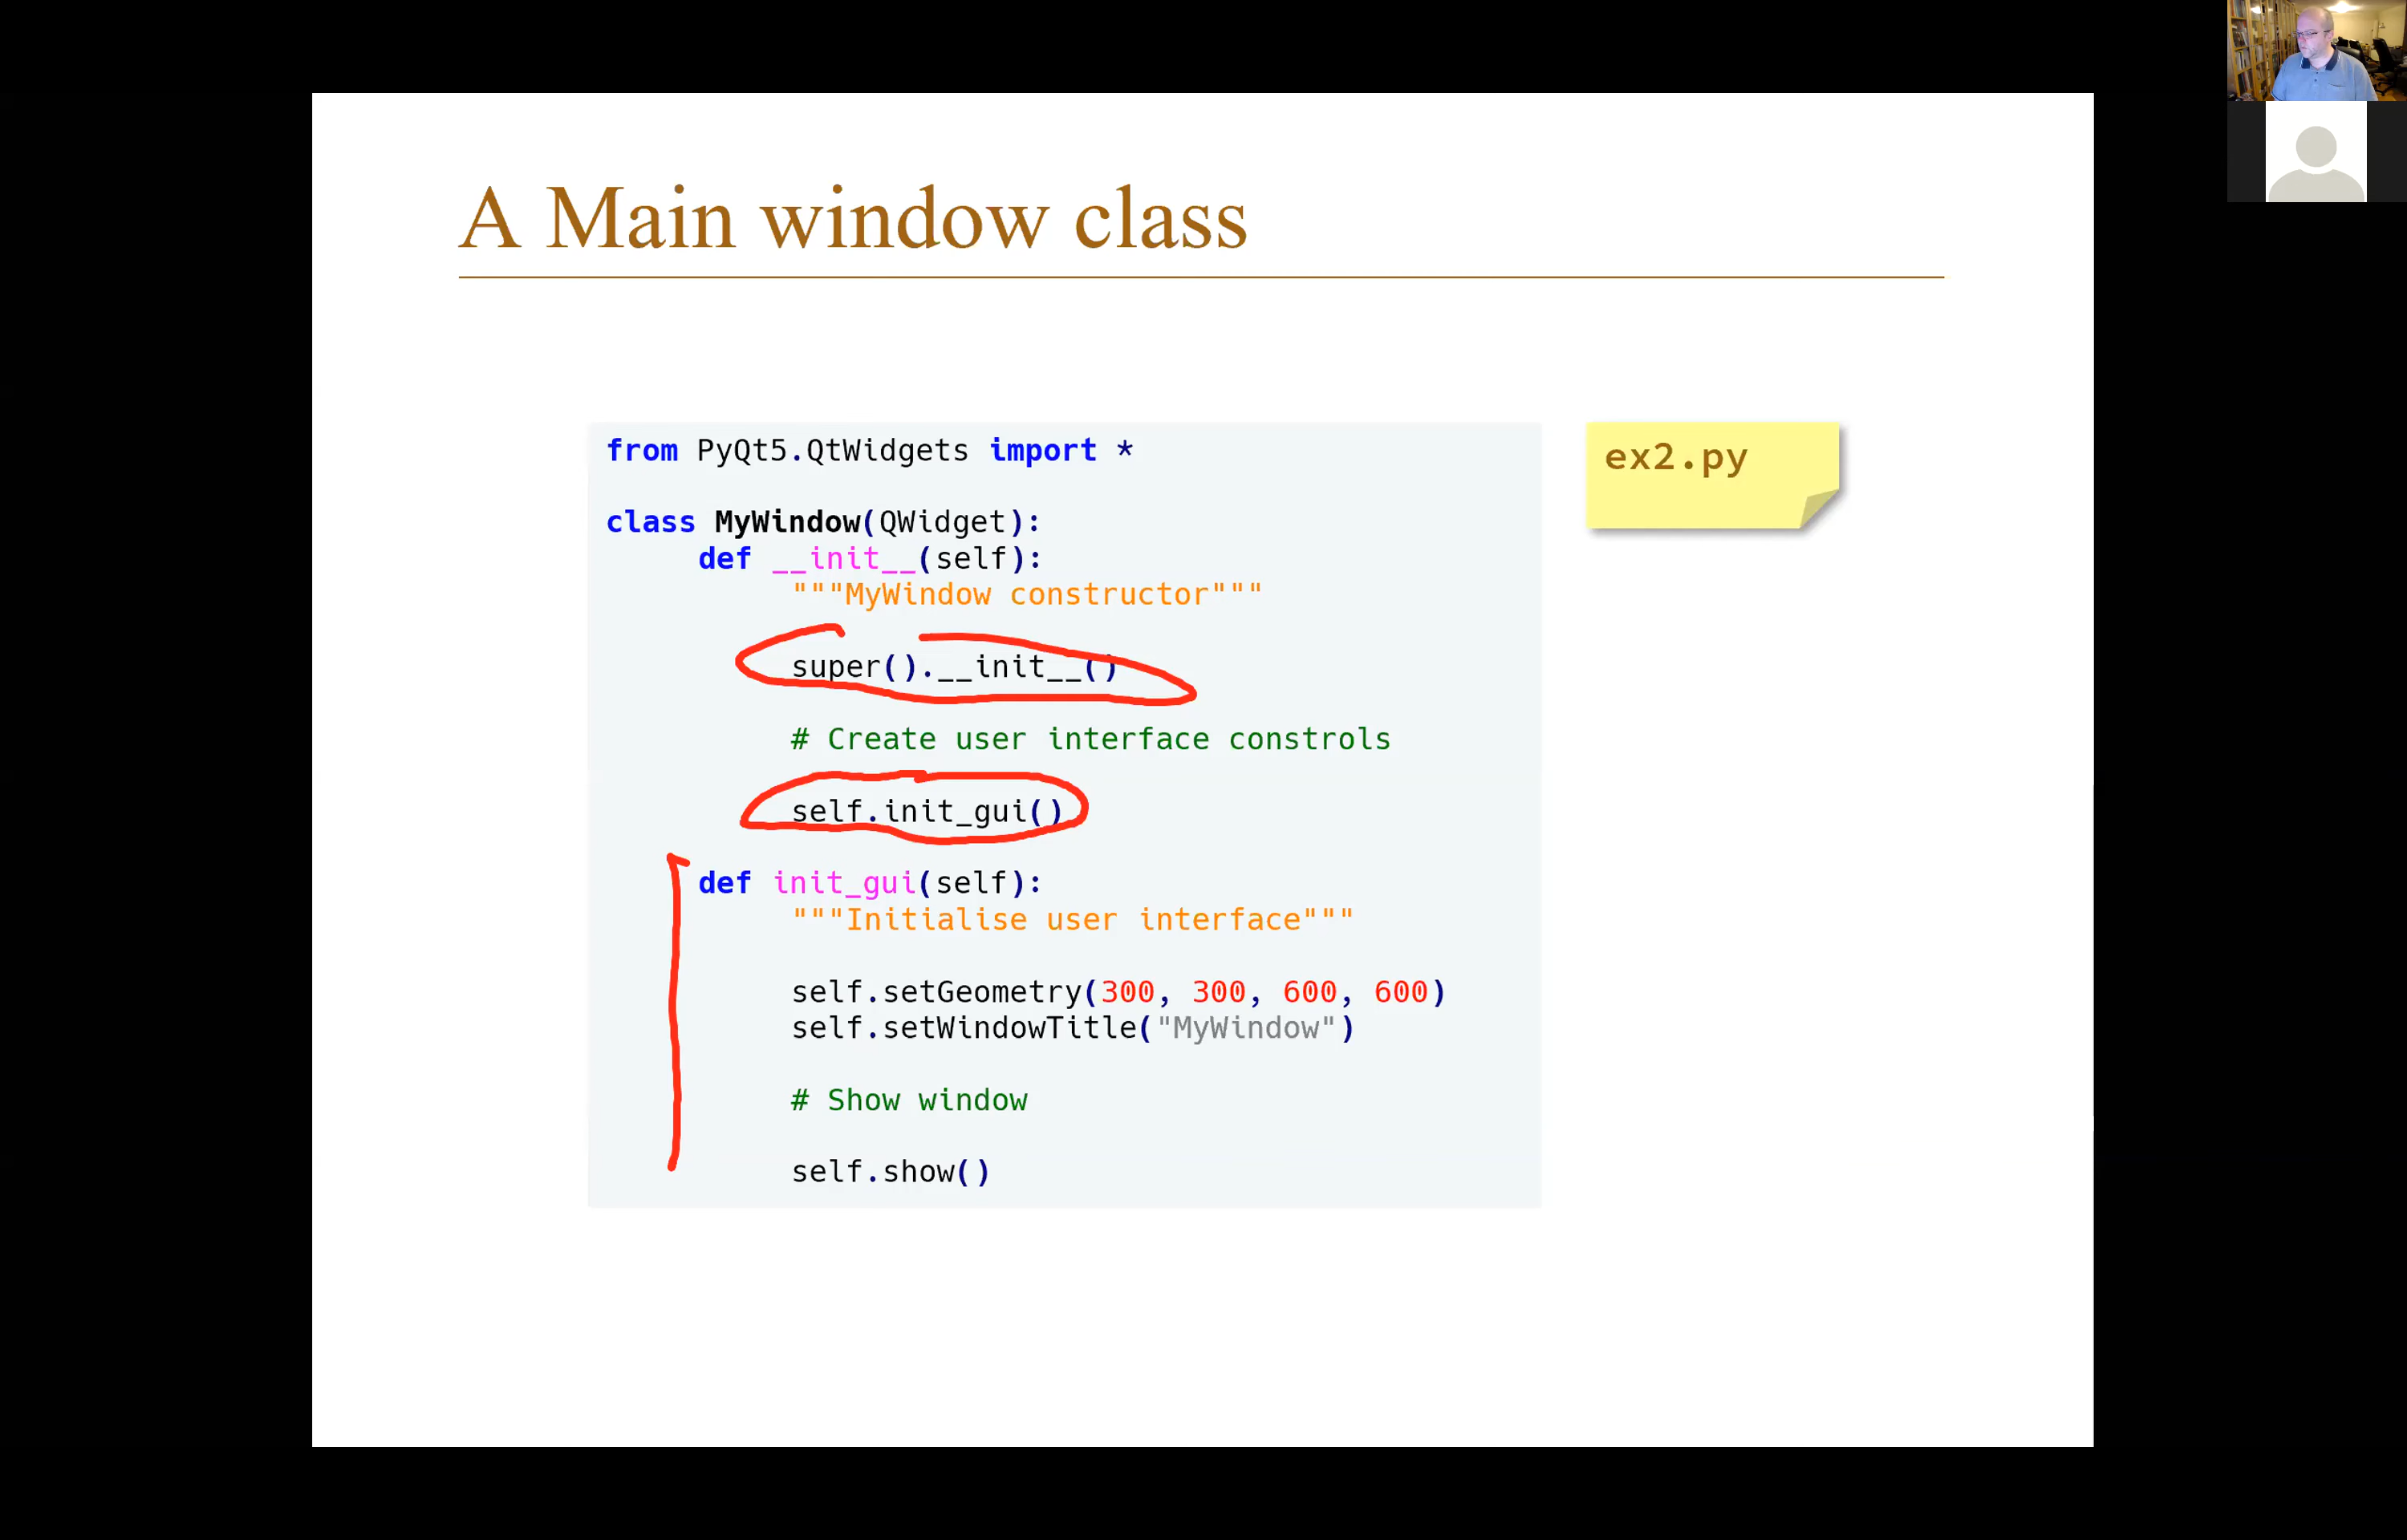 A Main window class
from PyQt5.QtWidgets import *
ex2.py
class MyWindow(QWidget):
def __init__(self):
"""MyWindow constructor"""
super().__init__()
# Create user interface constrols
self.init_gui()
def init_gui(self):
"""Initialise user interface"""
self.setGeometry(300, 300, 600, 600)
self.setWindowTitle("MyWindow")
# Show window
self.show()